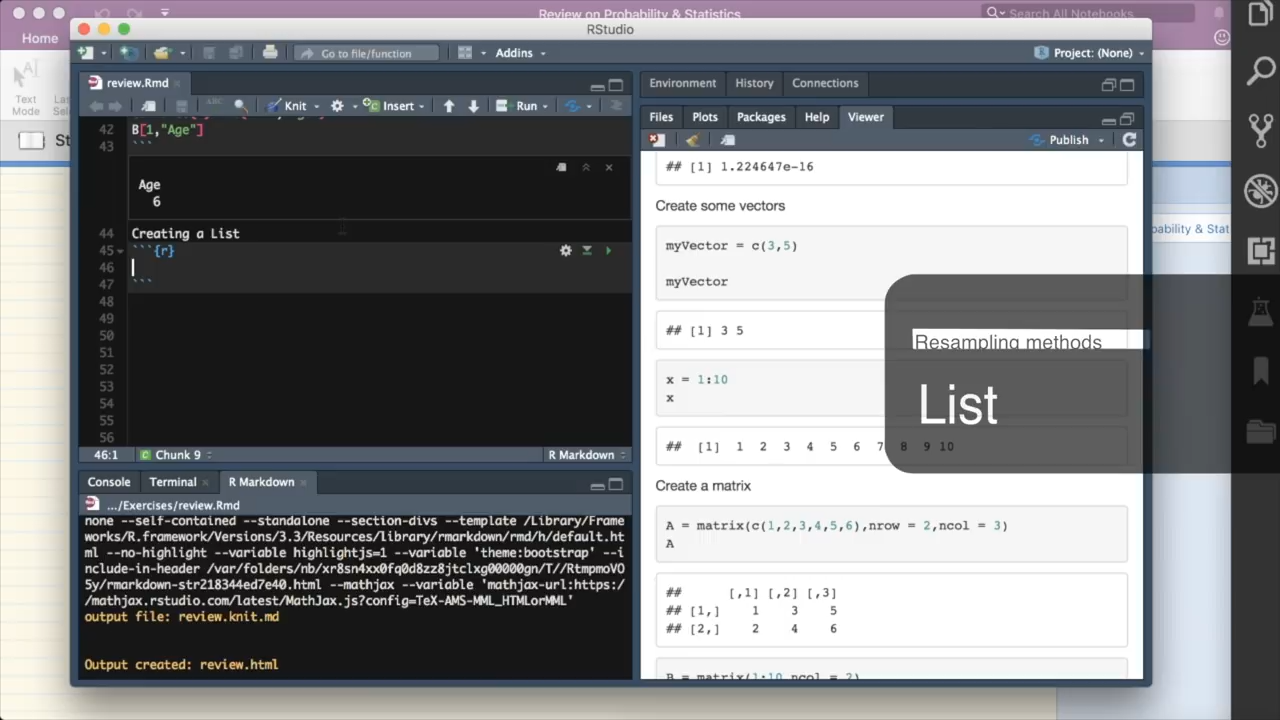 Review on Probability & Statistics
Search All Notebooks
Home
RStudio
Go to file/function
Addins
Project: (None)
Text
Mode
review.Rmd
Knit
Insert
Run
42 B[1,"Age"]
43 ```
Age
6
44 Creating a List
45 ```{r}
46
47 ```
48
49
50
51
52
53
54
55
56
46:1 Chunk 9 R Markdown
Console Terminal R Markdown
.../Exercises/review.Rmd
none --self-contained --standalone --section-divs --template /Library/Frame
works/R.framework/Versions/3.3/Resources/library/rmarkdown/rmd/h/default.ht
ml --no-highlight --variable highlightjs=1 --variable 'theme:bootstrap' --i
nclude-in-header /var/folders/nb/xr8sn4xx0fq0d8zz8jtclxg00000gn/T//RtmpmoVO
5y/rmarkdown-str218344ed7e40.html --mathjax --variable 'mathjax-url:https:/
/mathjax.rstudio.com/latest/MathJax.js?config=TeX-AMS-MML_HTMLorMML'
output file: review.knit.md
Output created: review.html
Environment History Connections
Files Plots Packages Help Viewer
Publish
## [1] 1.224647e-16
Create some vectors
myVector = c(3,5)
myVector
## [1] 3 5
x = 1:10
x
## [1] 1 2 3 4 5 6 7 8 9 10
Create a matrix
A = matrix(c(1,2,3,4,5,6),nrow = 2,ncol = 3)
A
## [,1] [,2] [,3]
## [1,] 1 3 5
## [2,] 2 4 6
B = matrix(1:10,ncol = 2)
Resampling methods
List